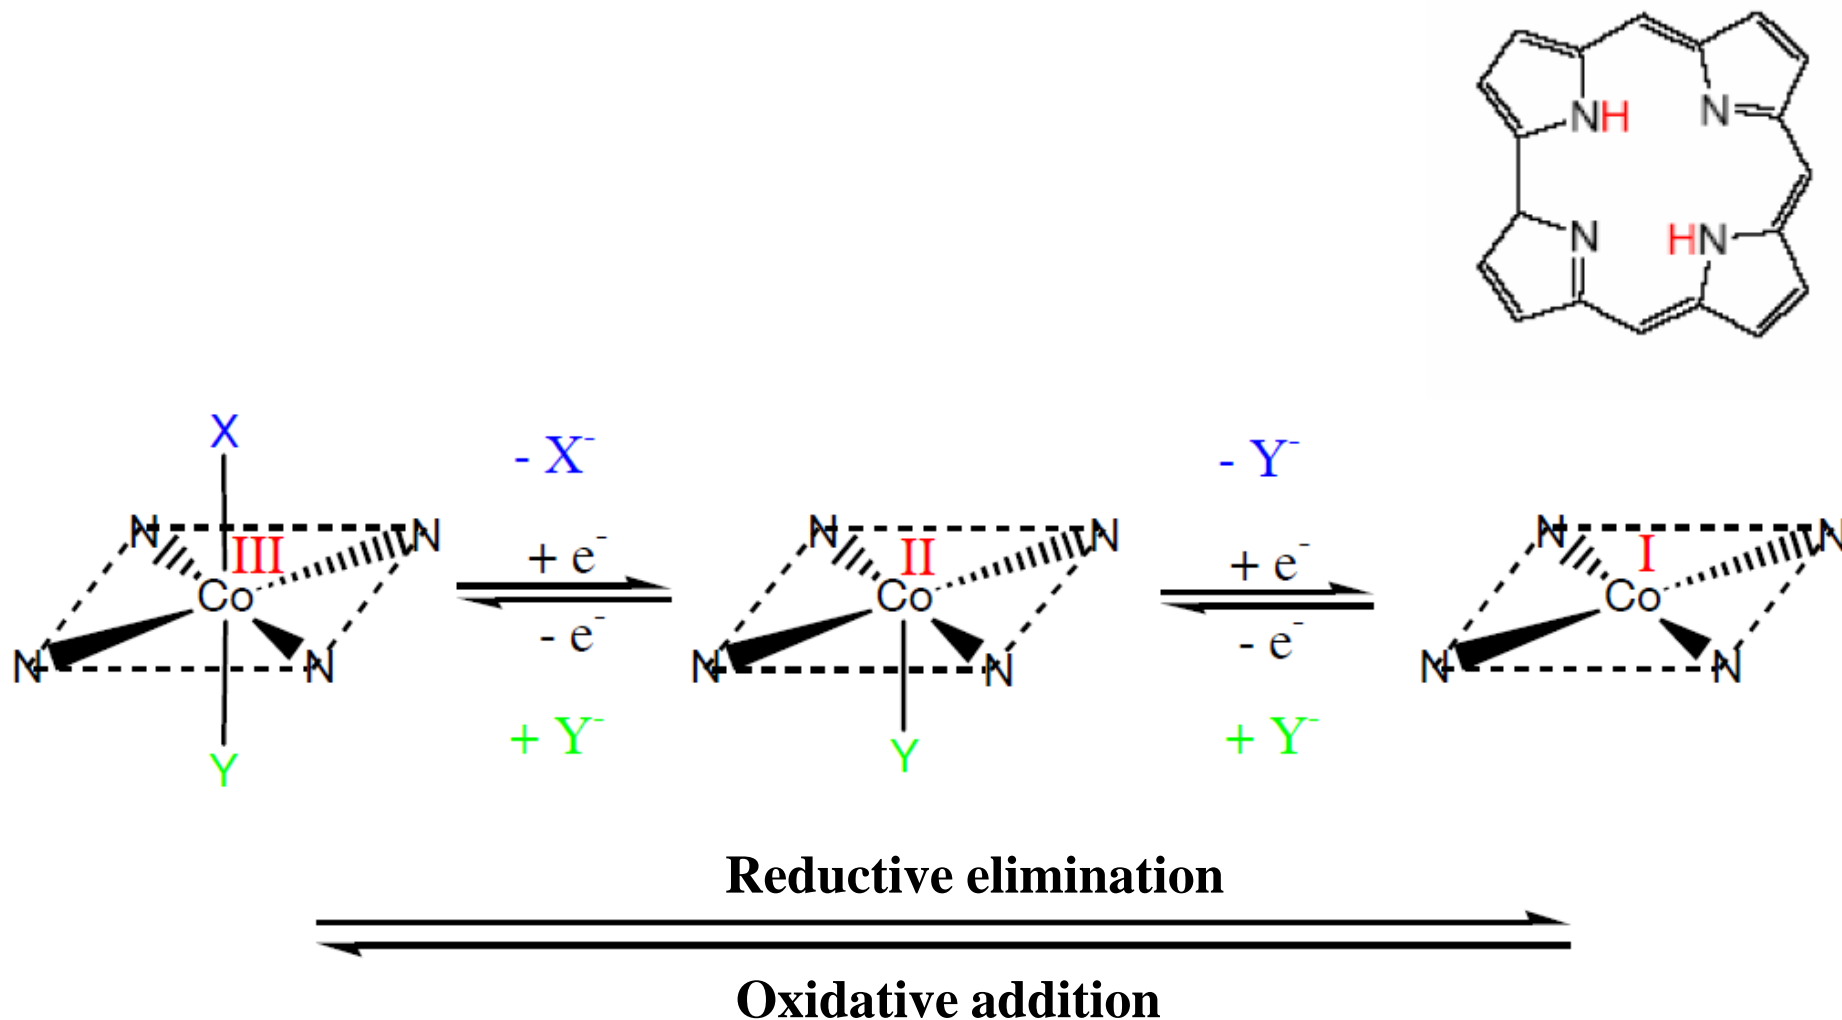 NH
N
N
HN
X
- X⁻
- Y⁻
N
N
III
+ e⁻
Co
- e⁻
N
N
+ Y⁻
Y
N
N
II
Co
N
N
Y
+ e⁻
- e⁻
+ Y⁻
N
N
I
Co
N
N
Reductive elimination
Oxidative addition